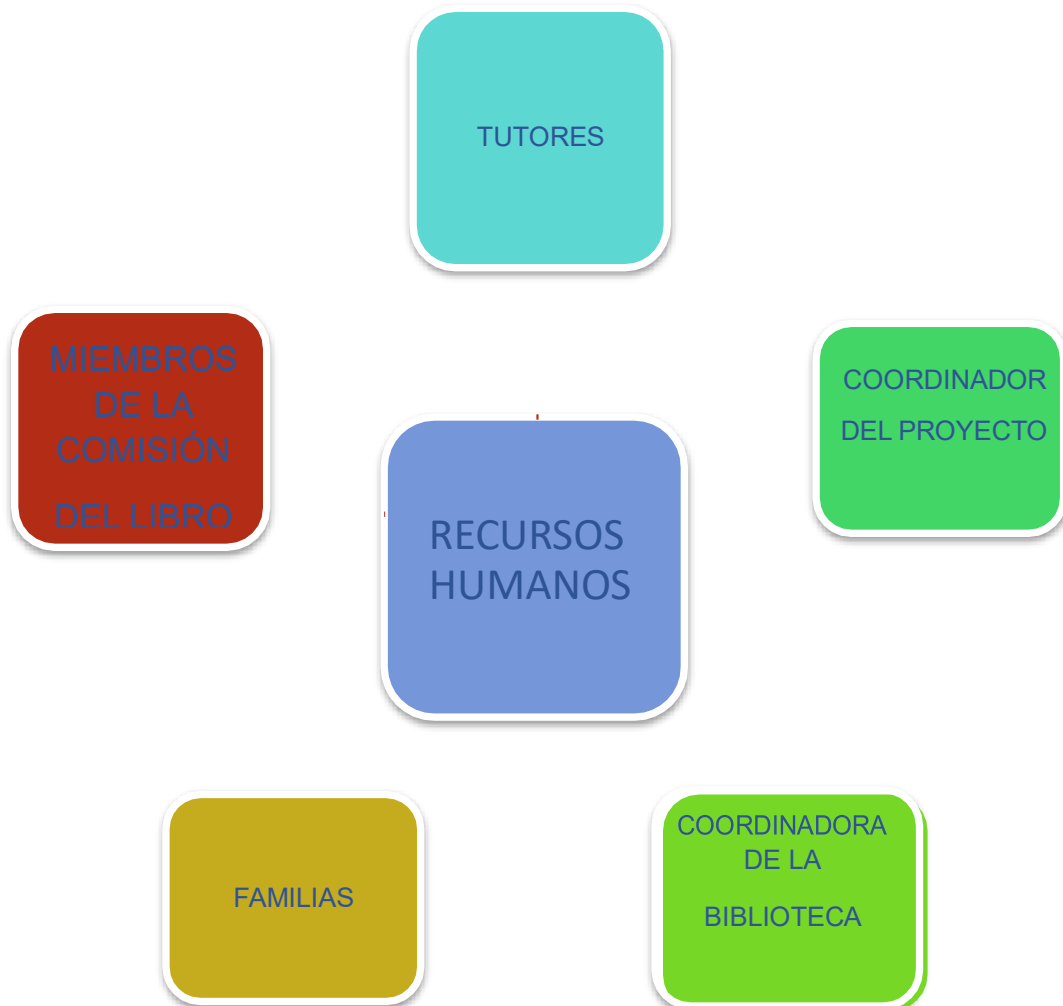 TUTORES
MIEMBROS
DE LA
COMISIÓN
DEL LIBRO
COORDINADOR
DEL PROYECTO
RECURSOS
HUMANOS
FAMILIAS
COORDINADORA
DE LA
BIBLIOTECA